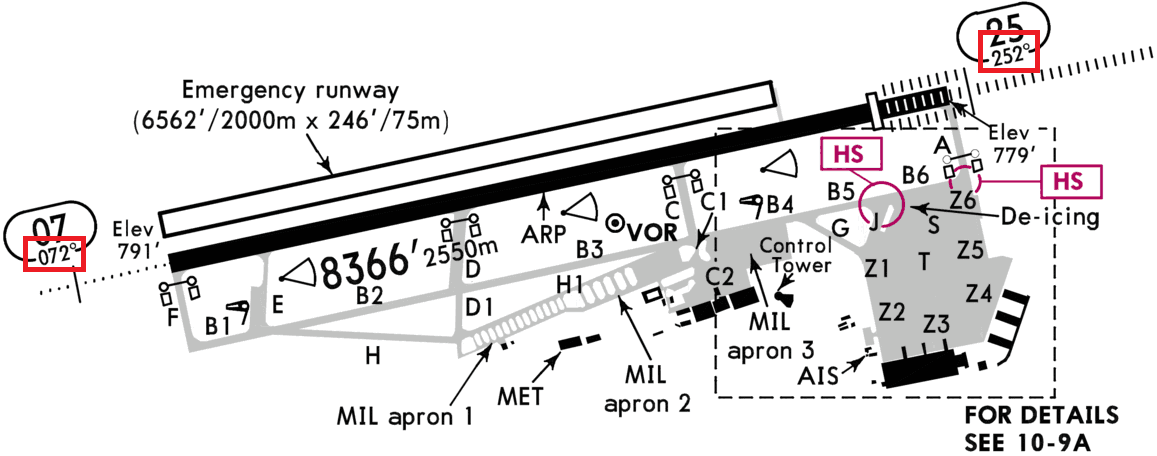 25
252°
Emergency runway
(6562'/2000m x 246'/75m)
Elev
779'
HS
A
HS
B6
B5
Z6
De-icing
07
072°
Elev
791'
C
C1
B4
G
J
S
ARP
VOR
8366' 2550m
B3
Control
Tower
D
H1
C2
Z1
T
Z5
F
B1
E
B2
D1
Z2
Z3
Z4
H
MIL
apron 3
MIL apron 1
MET
MIL
apron 2
AIS
FOR DETAILS
SEE 10-9A